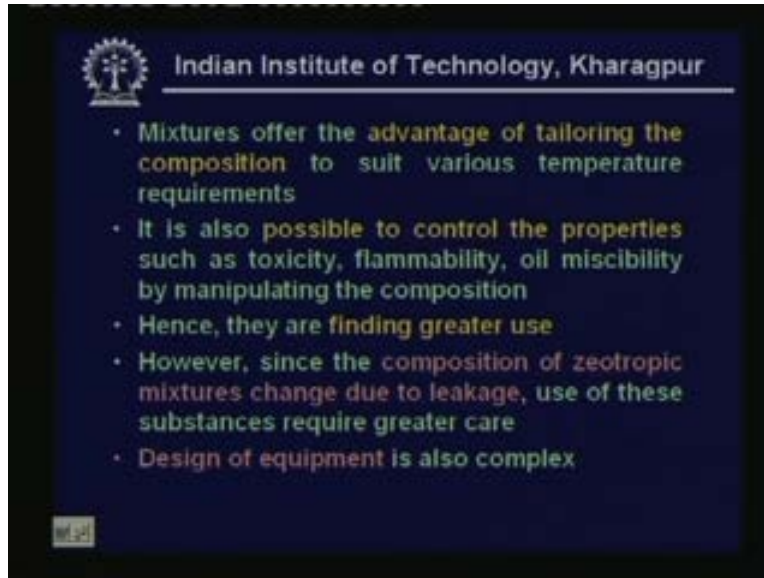 Indian Institute of Technology, Kharagpur
• Mixtures offer the advantage of tailoring the
composition to suit various temperature
requirements
• It is also possible to control the properties
such as toxicity, flammability, oil miscibility
by manipulating the composition
• Hence, they are finding greater use
• However, since the composition of zeotropic
mixtures change due to leakage, use of these
substances require greater care
• Design of equipment is also complex